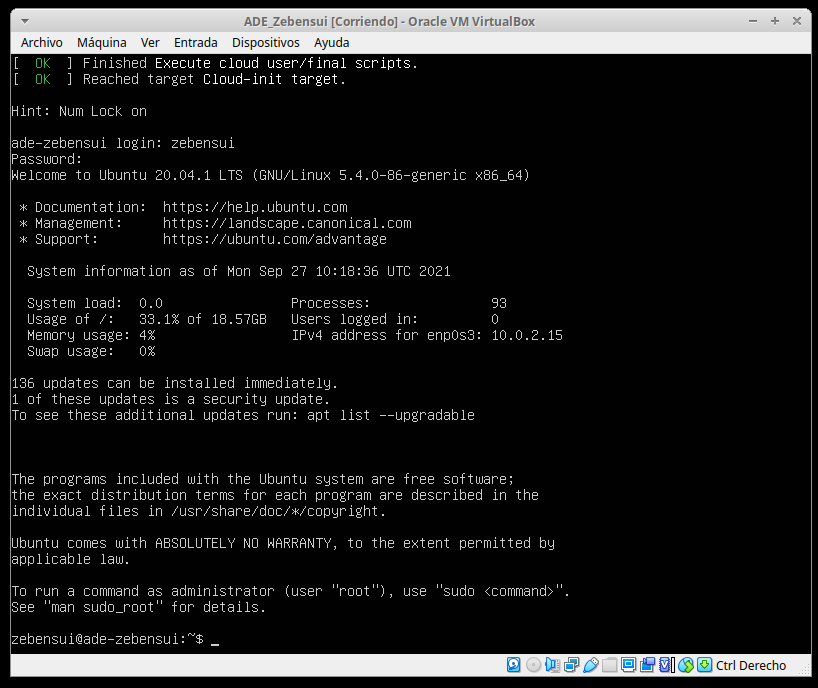 ADE_Zebensui [Corriendo] - Oracle VM VirtualBox
Archivo Máquina Ver Entrada Dispositivos Ayuda
[  OK  ] Finished Execute cloud user/final scripts.
[  OK  ] Reached target Cloud-init target.
Hint: Num Lock on
ade-zebensui login: zebensui
Password:
Welcome to Ubuntu 20.04.1 LTS (GNU/Linux 5.4.0-86-generic x86_64)
 * Documentation:  https://help.ubuntu.com
 * Management:     https://landscape.canonical.com
 * Support:        https://ubuntu.com/advantage
  System information as of Mon Sep 27 10:18:36 UTC 2021
  System load:  0.0                Processes:               93
  Usage of /:   33.1% of 18.57GB   Users logged in:         0
  Memory usage: 4%                 IPv4 address for enp0s3: 10.0.2.15
  Swap usage:   0%
136 updates can be installed immediately.
1 of these updates is a security update.
To see these additional updates run: apt list --upgradable
The programs included with the Ubuntu system are free software;
the exact distribution terms for each program are described in the
individual files in /usr/share/doc/*/copyright.
Ubuntu comes with ABSOLUTELY NO WARRANTY, to the extent permitted by
applicable law.
To run a command as administrator (user "root"), use "sudo <command>".
See "man sudo_root" for details.
zebensui@ade-zebensui:~$ _
Ctrl Derecho